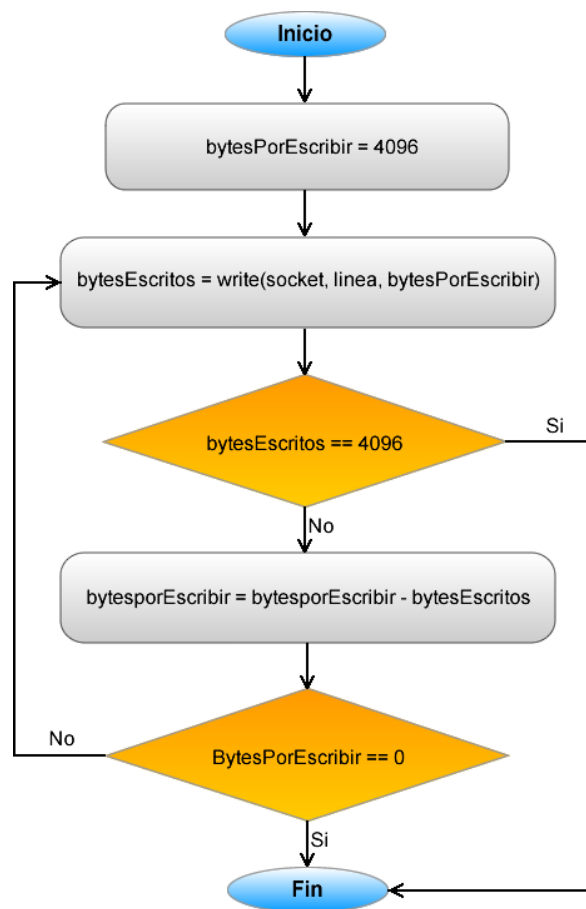 Inicio
bytesPorEscribir = 4096
bytesEscritos = write(socket, linea, bytesPorEscribir)
bytesEscritos == 4096
Si
No
bytesporEscribir = bytesporEscribir - bytesEscritos
No
BytesPorEscribir == 0
Si
Fin